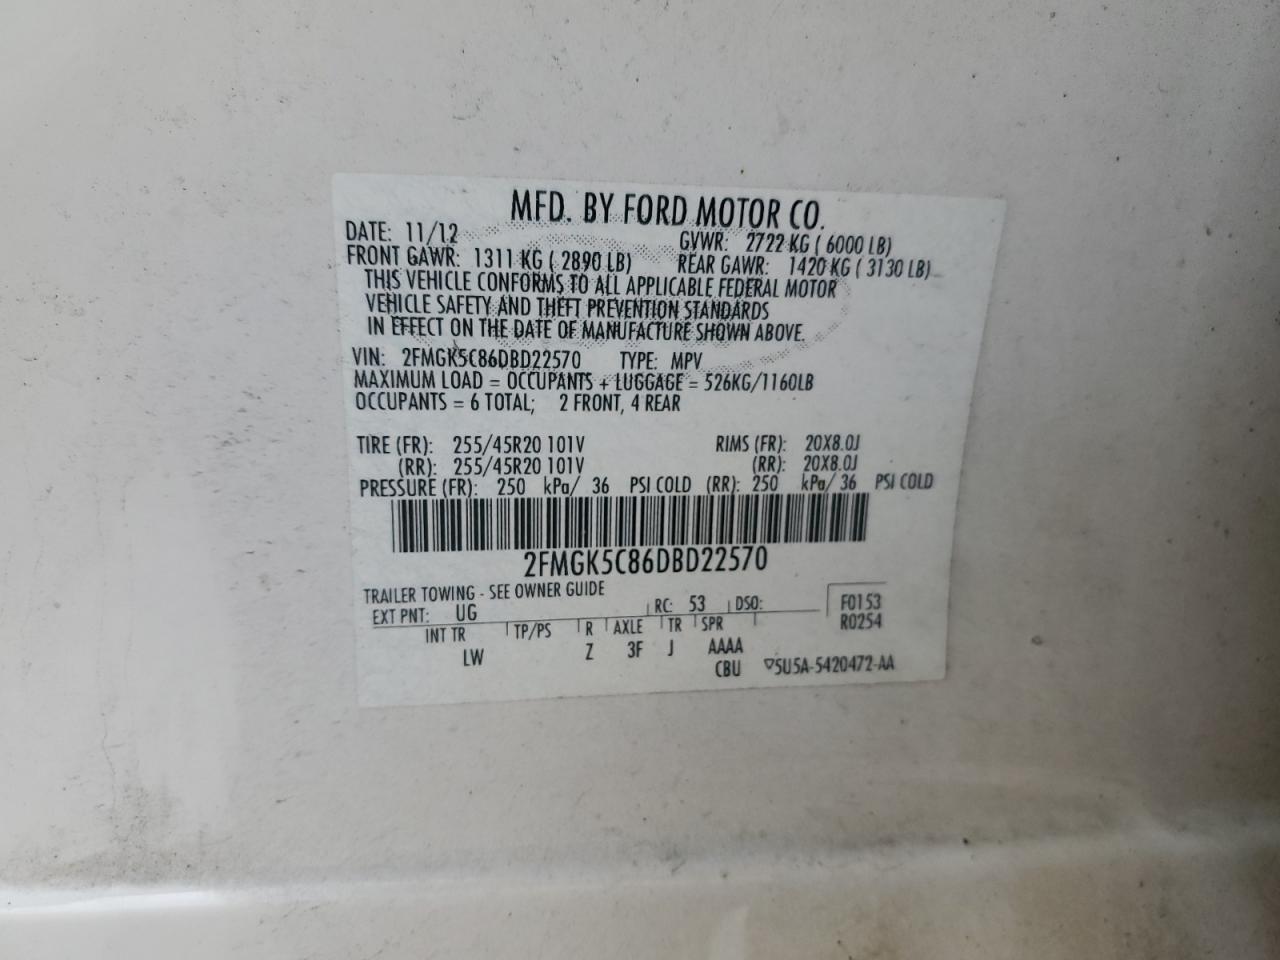 MFD. BY FORD MOTOR CO.
DATE: 11/12 GVWR: 2722 KG ( 6000 LB)
FRONT GAWR: 1311 KG ( 2890 LB) REAR GAWR: 1420 KG ( 3130 LB)
THIS VEHICLE CONFORMS TO ALL APPLICABLE FEDERAL MOTOR
VEHICLE SAFETY AND THEFT PREVENTION STANDARDS
IN EFFECT ON THE DATE OF MANUFACTURE SHOWN ABOVE.
VIN: 2FMGK5C86DBD22570 TYPE: MPV
MAXIMUM LOAD = OCCUPANTS + LUGGAGE = 526KG/1160LB
OCCUPANTS = 6 TOTAL; 2 FRONT, 4 REAR
TIRE (FR): 255/45R20 101V RIMS (FR): 20X8.0J
(RR): 255/45R20 101V (RR): 20X8.0J
PRESSURE (FR): 250 kPa/ 36 PSI COLD (RR): 250 kPa/ 36 PSI COLD
2FMGK5C86DBD22570
TRAILER TOWING - SEE OWNER GUIDE
EXT PNT: UG RC: 53 DSO: F0153
INT TR TP/PS R AXLE TR SPR R0254
LW Z 3F J AAAA
CBU ▽5U5A-5420472-AA